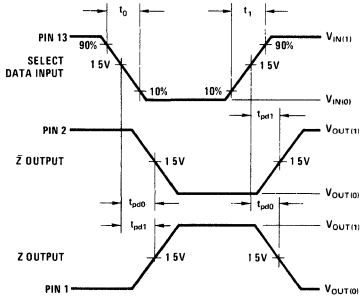 t0 t1
PIN 13 VIN(1)
90% 90%
SELECT
DATA INPUT
1 5V 1 5V
10% 10%
VIN(0)
tpd1
PIN 2 VOUT(1)
Z̄ OUTPUT 1 5V 1 5V
VOUT(0)
tpd0 tpd0
VOUT(1)
tpd1
Z OUTPUT 1 5V 1 5V
PIN 1 VOUT(0)